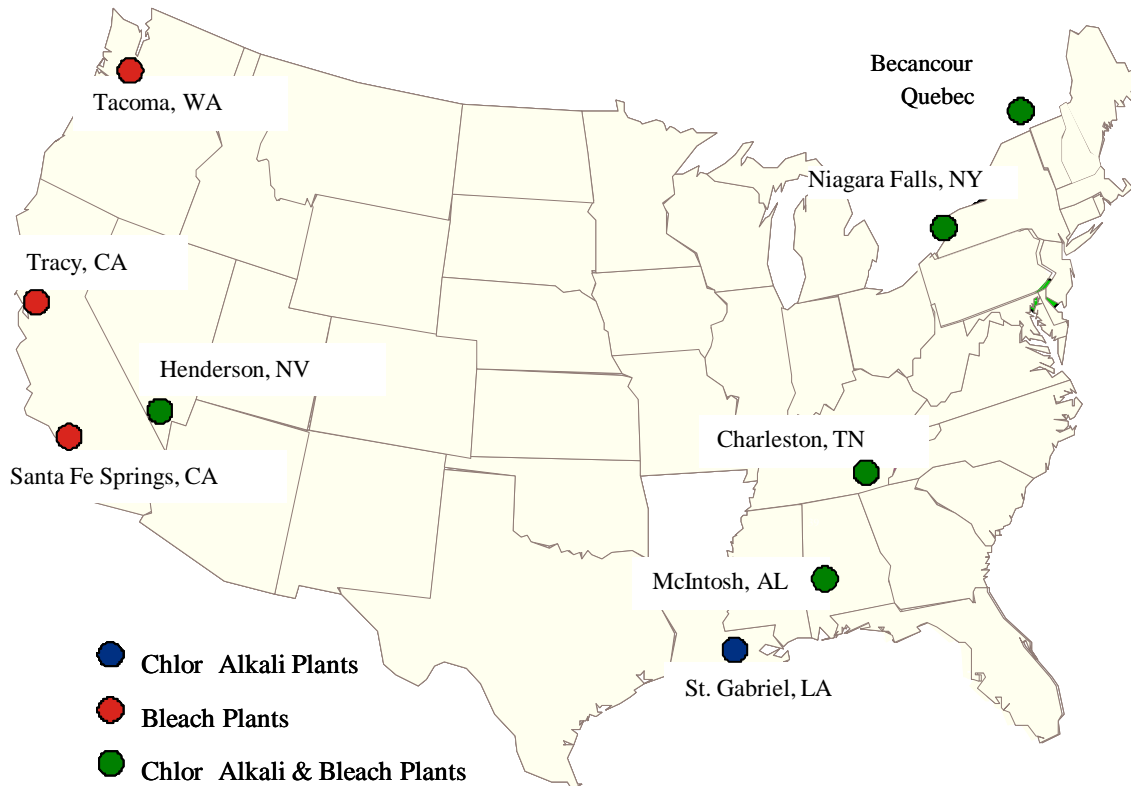 Becancour
Quebec
Tacoma, WA
Niagara Falls, NY
Tracy, CA
Henderson, NV
Charleston, TN
Santa Fe Springs, CA
McIntosh, AL
St. Gabriel, LA
Chlor Alkali Plants
Bleach Plants
Chlor Alkali & Bleach Plants